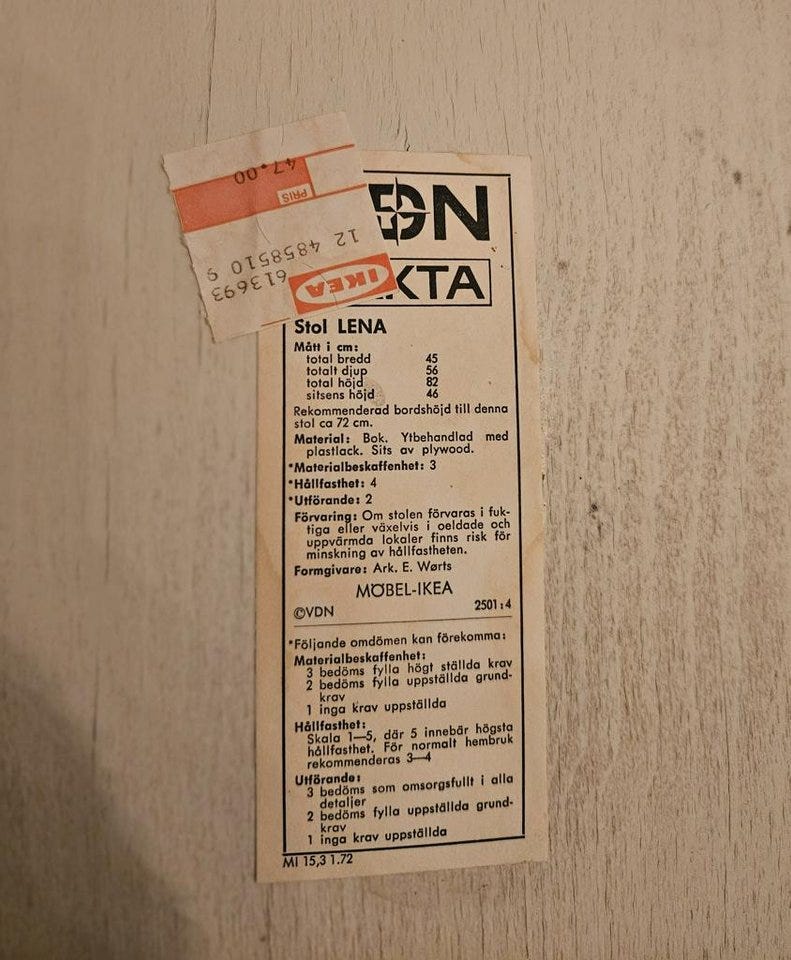 47.00
PRIS
12 4858510 9
613693
IKEA
VDN
KTA
Stol LENA
Mått i cm:
total bredd 45
totalt djup 56
total höjd 82
sitsens höjd 46
Rekommenderad bordshöjd till denna
stol ca 72 cm.
Material: Bok. Ytbehandlad med
plastlack. Sits av plywood.
*Materialbeskaffenhet: 3
*Hållfasthet: 4
*Utförande: 2
Förvaring: Om stolen förvaras i fuk-
tiga eller växelvis i oeldade och
uppvärmda lokaler finns risk för
minskning av hållfastheten.
Formgivare: Ark. E. Wørts
MÖBEL-IKEA
©VDN 2501:4
*Följande omdömen kan förekomma:
Materialbeskaffenhet:
3 bedöms fylla högt ställda krav
2 bedöms fylla uppställda grund-
krav
1 inga krav uppställda
Hållfasthet:
Skala 1—5, där 5 innebär högsta
hållfasthet. För normalt hembruk
rekommenderas 3—4
Utförande:
3 bedöms som omsorgsfullt i alla
detaljer
2 bedöms fylla uppställda grund-
krav
1 inga krav uppställda
MI 15,3 1.72